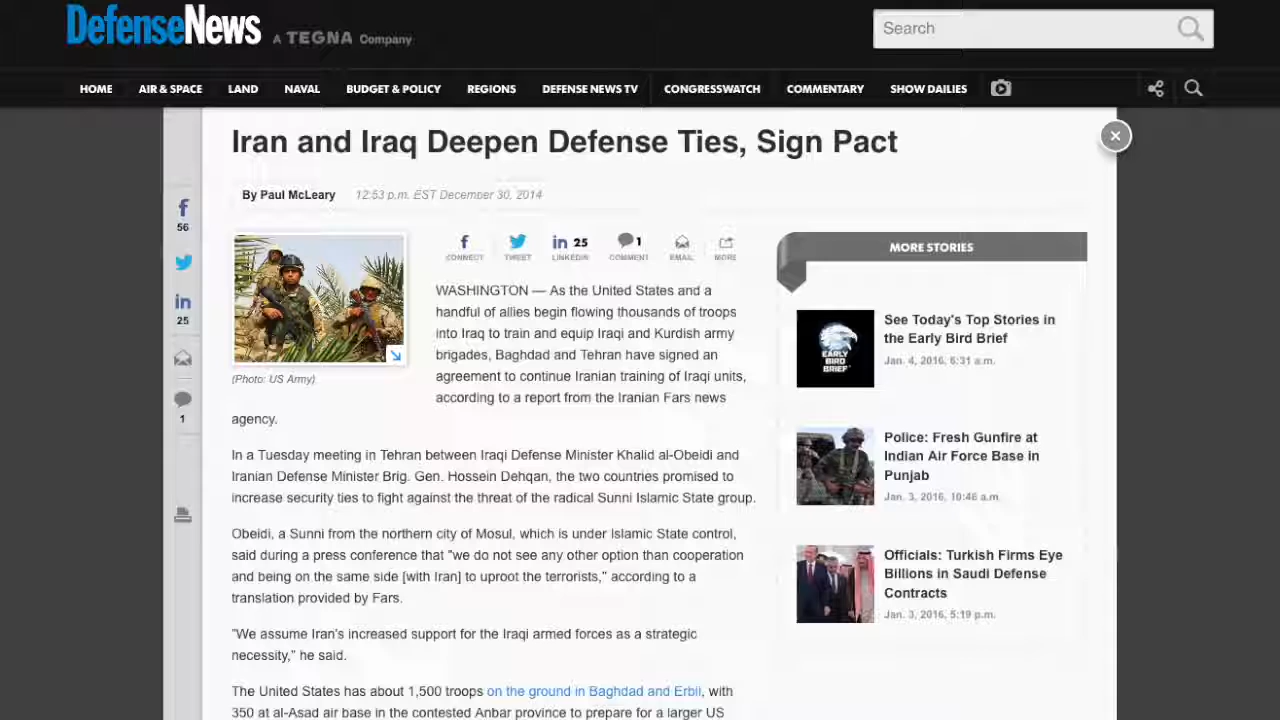 DefenseNews A TEGNA Company
Search
HOME AIR & SPACE LAND NAVAL BUDGET & POLICY REGIONS DEFENSE NEWS TV CONGRESSWATCH COMMENTARY SHOW DAILIES
Iran and Iraq Deepen Defense Ties, Sign Pact
By Paul McLeary 12:53 p.m. EST December 30, 2014
56
25
1
(Photo: US Army)
25 1
CONNECT TWEET LINKEDIN COMMENT EMAIL MORE
WASHINGTON — As the United States and a
handful of allies begin flowing thousands of troops
into Iraq to train and equip Iraqi and Kurdish army
brigades, Baghdad and Tehran have signed an
agreement to continue Iranian training of Iraqi units,
according to a report from the Iranian Fars news
agency.
In a Tuesday meeting in Tehran between Iraqi Defense Minister Khalid al-Obeidi and
Iranian Defense Minister Brig. Gen. Hossein Dehqan, the two countries promised to
increase security ties to fight against the threat of the radical Sunni Islamic State group.
Obeidi, a Sunni from the northern city of Mosul, which is under Islamic State control,
said during a press conference that "we do not see any other option than cooperation
and being on the same side [with Iran] to uproot the terrorists," according to a
translation provided by Fars.
"We assume Iran's increased support for the Iraqi armed forces as a strategic
necessity," he said.
The United States has about 1,500 troops on the ground in Baghdad and Erbil, with
350 at al-Asad air base in the contested Anbar province to prepare for a larger US
MORE STORIES
EARLY
BIRD
BRIEF
See Today's Top Stories in
the Early Bird Brief
Jan. 4, 2016, 6:31 a.m.
Police: Fresh Gunfire at
Indian Air Force Base in
Punjab
Jan. 3, 2016, 10:46 a.m.
Officials: Turkish Firms Eye
Billions in Saudi Defense
Contracts
Jan. 3, 2016, 5:19 p.m.